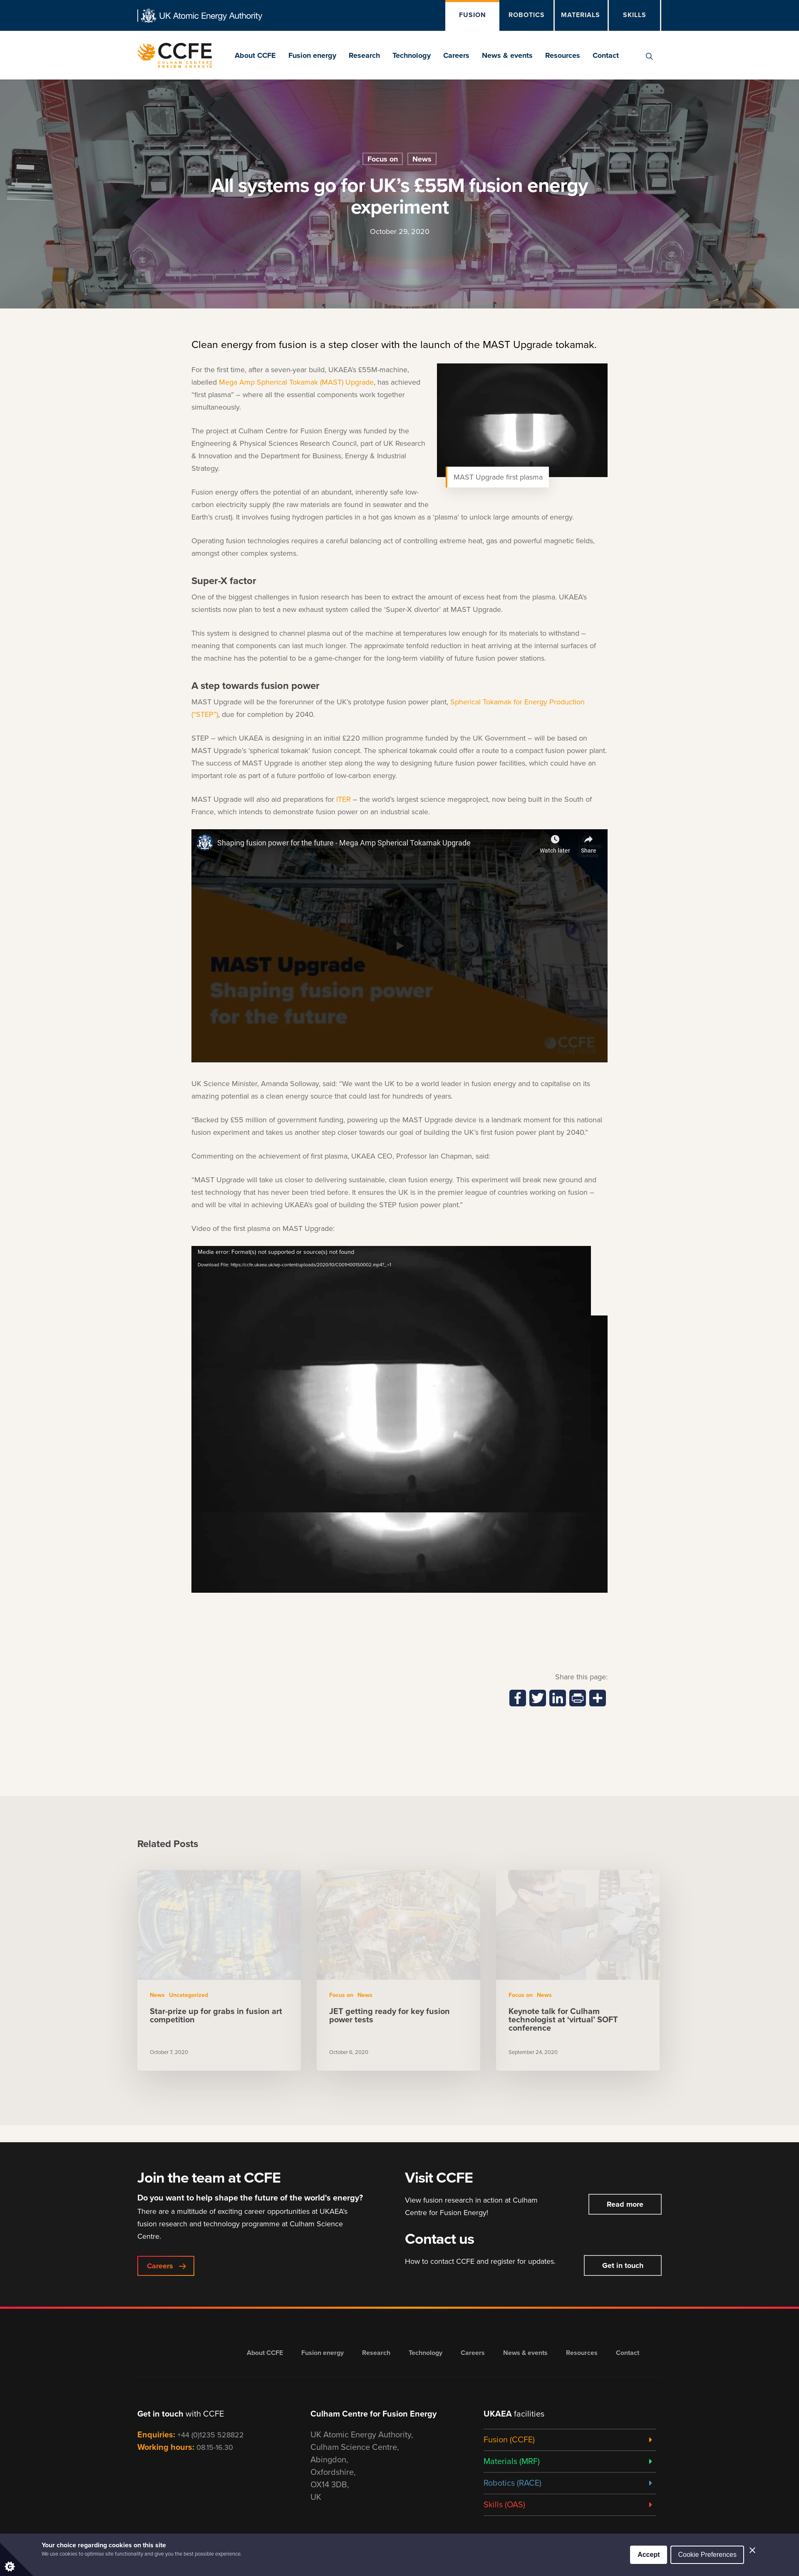 UK Atomic Energy Authority
FUSION
ROBOTICS
MATERIALS
SKILLS
CCFE
CULHAM CENTRE
FUSION ENERGY
About CCFE
Fusion energy
Research
Technology
Careers
News & events
Resources
Contact
Focus on
News
All systems go for UK's £55M fusion energy
experiment
October 29, 2020
Clean energy from fusion is a step closer with the launch of the MAST Upgrade tokamak.
For the first time, after a seven-year build, UKAEA's £55M-machine,
labelled Mega Amp Spherical Tokamak (MAST) Upgrade, has achieved
“first plasma” – where all the essential components work together
simultaneously.
MAST Upgrade first plasma
The project at Culham Centre for Fusion Energy was funded by the
Engineering & Physical Sciences Research Council, part of UK Research
& Innovation and the Department for Business, Energy & Industrial
Strategy.
Fusion energy offers the potential of an abundant, inherently safe low-
carbon electricity supply (the raw materials are found in seawater and the
Earth's crust). It involves fusing hydrogen particles in a hot gas known as a ‘plasma’ to unlock large amounts of energy.
Operating fusion technologies requires a careful balancing act of controlling extreme heat, gas and powerful magnetic fields,
amongst other complex systems.
Super-X factor
One of the biggest challenges in fusion research has been to extract the amount of excess heat from the plasma. UKAEA's
scientists now plan to test a new exhaust system called the ‘Super-X divertor’ at MAST Upgrade.
This system is designed to channel plasma out of the machine at temperatures low enough for its materials to withstand –
meaning that components can last much longer. The approximate tenfold reduction in heat arriving at the internal surfaces of
the machine has the potential to be a game-changer for the long-term viability of future fusion power stations.
A step towards fusion power
MAST Upgrade will be the forerunner of the UK's prototype fusion power plant, Spherical Tokamak for Energy Production
(“STEP”), due for completion by 2040.
STEP – which UKAEA is designing in an initial £220 million programme funded by the UK Government – will be based on
MAST Upgrade's ‘spherical tokamak’ fusion concept. The spherical tokamak could offer a route to a compact fusion power plant.
The success of MAST Upgrade is another step along the way to designing future fusion power facilities, which could have an
important role as part of a future portfolio of low-carbon energy.
MAST Upgrade will also aid preparations for ITER – the world's largest science megaproject, now being built in the South of
France, which intends to demonstrate fusion power on an industrial scale.
Shaping fusion power for the future - Mega Amp Spherical Tokamak Upgrade
Watch later
Share
MAST Upgrade
Shaping fusion power
for the future
CCFE
UK Science Minister, Amanda Solloway, said: “We want the UK to be a world leader in fusion energy and to capitalise on its
amazing potential as a clean energy source that could last for hundreds of years.
“Backed by £55 million of government funding, powering up the MAST Upgrade device is a landmark moment for this national
fusion experiment and takes us another step closer towards our goal of building the UK's first fusion power plant by 2040.”
Commenting on the achievement of first plasma, UKAEA CEO, Professor Ian Chapman, said:
“MAST Upgrade will take us closer to delivering sustainable, clean fusion energy. This experiment will break new ground and
test technology that has never been tried before. It ensures the UK is in the premier league of countries working on fusion –
and will be vital in achieving UKAEA's goal of building the STEP fusion power plant.”
Video of the first plasma on MAST Upgrade:
Media error: Format(s) not supported or source(s) not found
Download File: https://ccfe.ukaea.uk/wp-content/uploads/2020/10/C001H001S0002.mp4?_=1
Share this page:
Related Posts
News Uncategorized
Star-prize up for grabs in fusion art
competition
October 7, 2020
Focus on News
JET getting ready for key fusion
power tests
October 6, 2020
Focus on News
Keynote talk for Culham
technologist at ‘virtual’ SOFT
conference
September 24, 2020
Join the team at CCFE
Do you want to help shape the future of the world's energy?
There are a multitude of exciting career opportunities at UKAEA's
fusion research and technology programme at Culham Science
Centre.
Careers
Visit CCFE
View fusion research in action at Culham
Centre for Fusion Energy!
Read more
Contact us
How to contact CCFE and register for updates.
Get in touch
About CCFE
Fusion energy
Research
Technology
Careers
News & events
Resources
Contact
Get in touch with CCFE
Enquiries: +44 (0)1235 528822
Working hours: 08.15-16.30
Culham Centre for Fusion Energy
UK Atomic Energy Authority,
Culham Science Centre,
Abingdon,
Oxfordshire,
OX14 3DB,
UK
UKAEA facilities
Fusion (CCFE)
Materials (MRF)
Robotics (RACE)
Skills (OAS)
Your choice regarding cookies on this site
We use cookies to optimise site functionality and give you the best possible experience.
Accept
Cookie Preferences